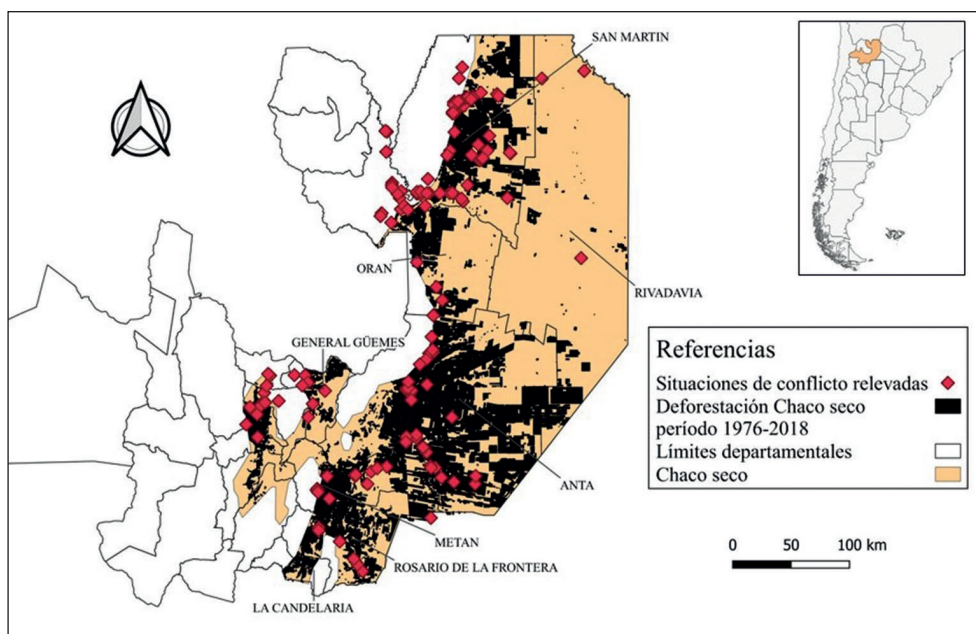 SAN MARTIN
ORAN
RIVADAVIA
GENERAL GÜEMES
ANTA
METAN
ROSARIO DE LA FRONTERA
LA CANDELARIA
Referencias
Situaciones de conflicto relevadas
Deforestación Chaco seco
período 1976-2018
Límites departamentales
Chaco seco
0 50 100 km